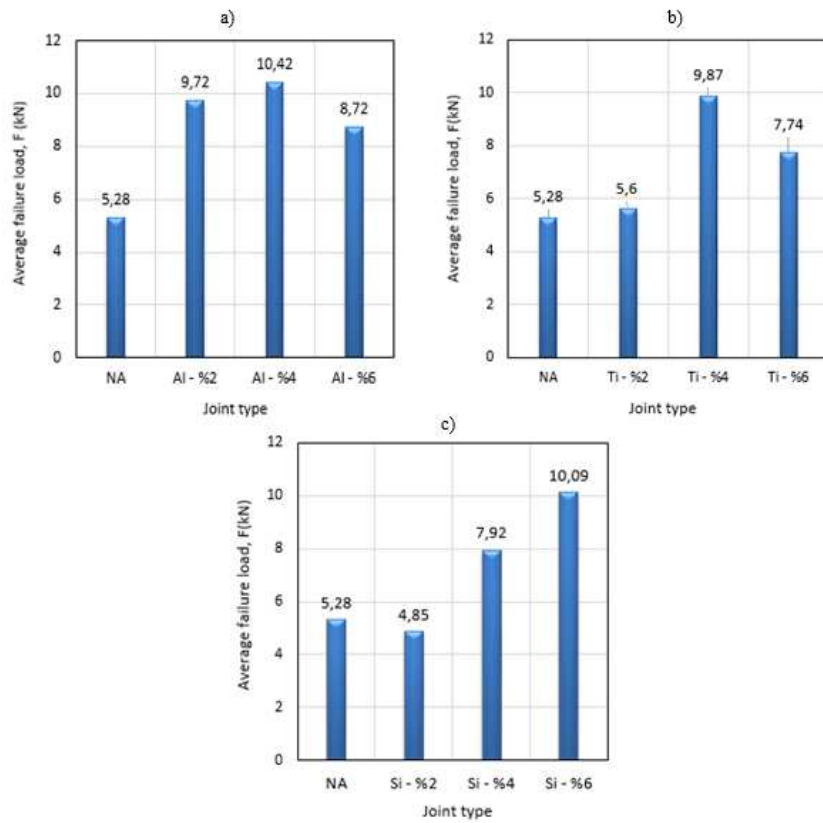 a)
Average failure load, F (kN)
12
10
8
6
4
2
0
5,28
9,72
10,42
8,72
NA
Al - %2
Al - %4
Al - %6
Joint type
b)
Average failure load, F(kN)
12
10
8
6
4
2
0
5,28
5,6
9,87
7,74
NA
Ti - %2
Ti - %4
Ti - %6
Joint type
c)
Average failure load, F(kN)
12
10
8
6
4
2
0
5,28
4,85
7,92
10,09
NA
Si - %2
Si - %4
Si - %6
Joint type